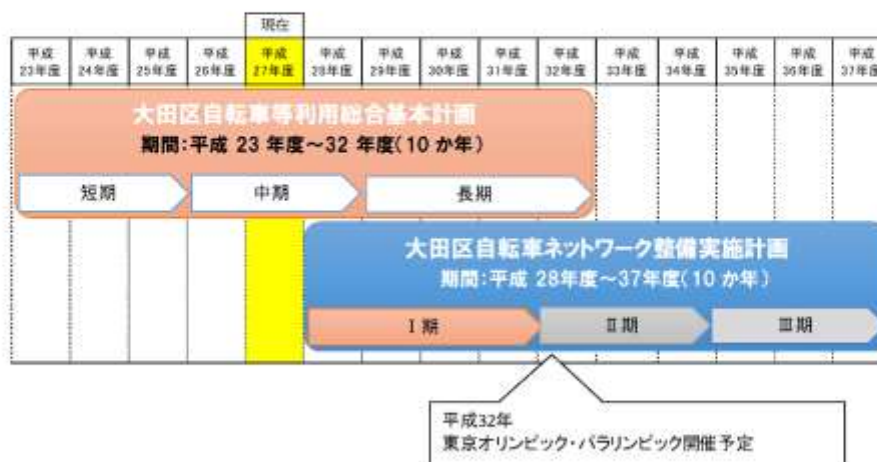 現在
平成 平成 平成 平成 平成 平成 平成 平成 平成 平成 平成 平成 平成 平成 平成
23年度 24年度 25年度 26年度 27年度 28年度 29年度 30年度 31年度 32年度 33年度 34年度 35年度 36年度 37年度
大田区自転車等利用総合基本計画
期間:平成 23 年度～32 年度(10 か年)
短期 中期 長期
大田区自転車ネットワーク整備実施計画
期間:平成 28年度～37年度(10 か年)
Ⅰ期 Ⅱ期 Ⅲ期
平成32年
東京オリンピック・パラリンピック開催予定